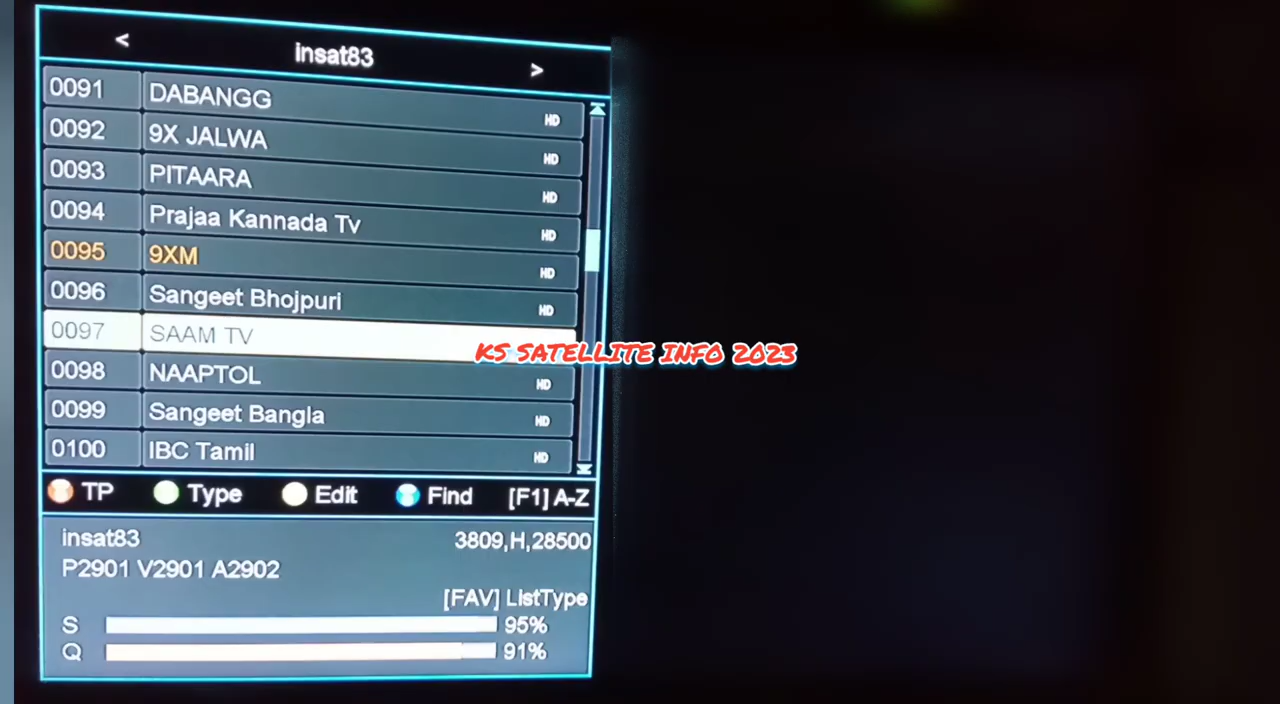 < insat83 >
0091 DABANGG HD
0092 9X JALWA HD
0093 PITAARA HD
0094 Prajaa Kannada Tv HD
0095 9XM HD
0096 Sangeet Bhojpuri HD
0097 SAAM TV
KS SATELLITE INFO 2023
0098 NAAPTOL HD
0099 Sangeet Bangla HD
0100 IBC Tamil HD
TP Type Edit Find [F1] A-Z
insat83 3809,H,28500
P2901 V2901 A2902
[FAV] ListType
S 95%
Q 91%